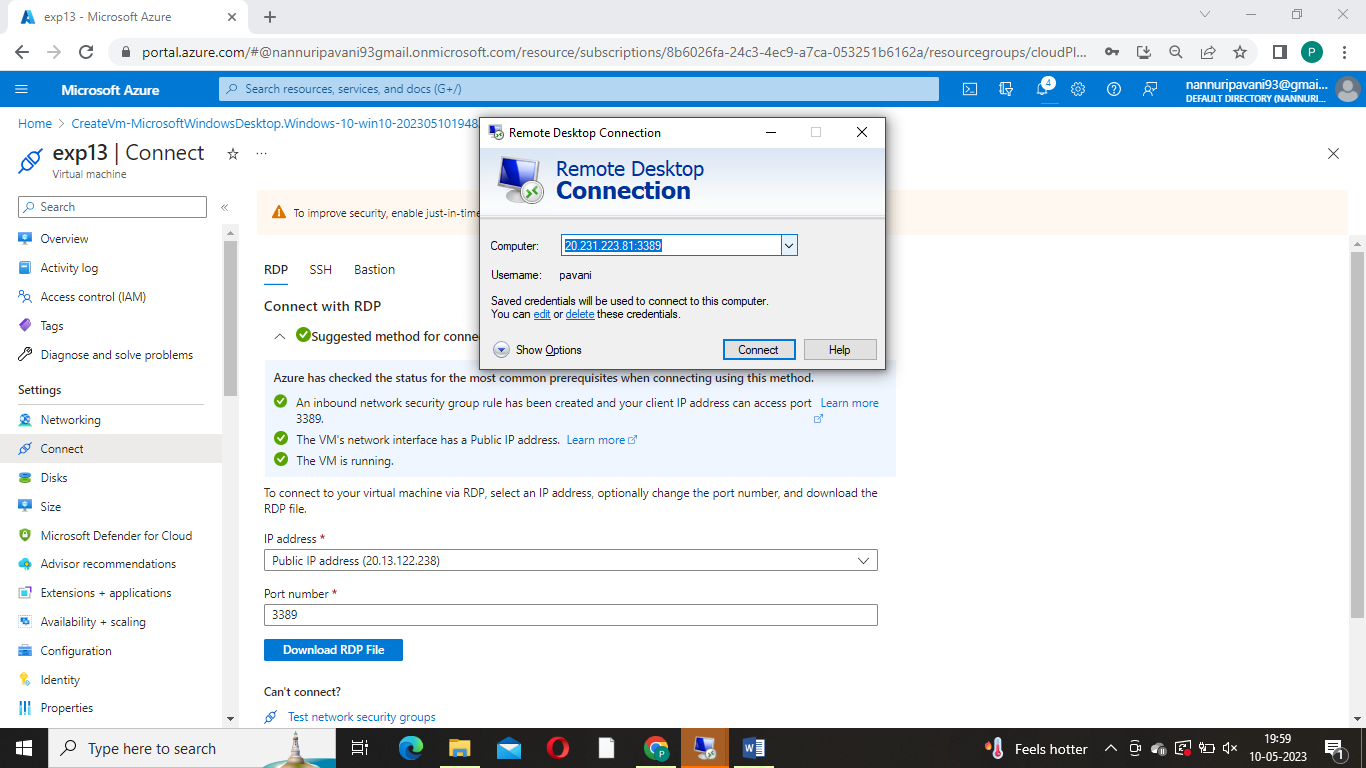 exp13 - Microsoft Azure
portal.azure.com/#@nannuripavani93gmail.onmicrosoft.com/resource/subscriptions/8b6026fa-24c3-4ec9-a7ca-053251b6162a/resourcegroups/cloudPl...
P
Microsoft Azure
Search resources, services, and docs (G+/)
4
nannuripavani93@gmai...
DEFAULT DIRECTORY (NANNURI...
Home > CreateVm-MicrosoftWindowsDesktop.Windows-10-win10-202305101948
exp13 | Connect
Virtual machine
Search
Overview
Activity log
Access control (IAM)
Tags
Diagnose and solve problems
Settings
Networking
Connect
Disks
Size
Microsoft Defender for Cloud
Advisor recommendations
Extensions + applications
Availability + scaling
Configuration
Identity
Properties
To improve security, enable just-in-time
RDP SSH Bastion
Connect with RDP
Suggested method for conne
Azure has checked the status for the most common prerequisites when connecting using this method.
An inbound network security group rule has been created and your client IP address can access port Learn more
3389.
The VM's network interface has a Public IP address. Learn more
The VM is running.
To connect to your virtual machine via RDP, select an IP address, optionally change the port number, and download the
RDP file.
IP address *
Public IP address (20.13.122.238)
Port number *
3389
Download RDP File
Can't connect?
Test network security groups
Remote Desktop Connection
Remote Desktop
Connection
Computer: 20.231.223.81:3389
Username: pavani
Saved credentials will be used to connect to this computer.
You can edit or delete these credentials.
Show Options
Connect
Help
Type here to search
Feels hotter
19:59
10-05-2023
1